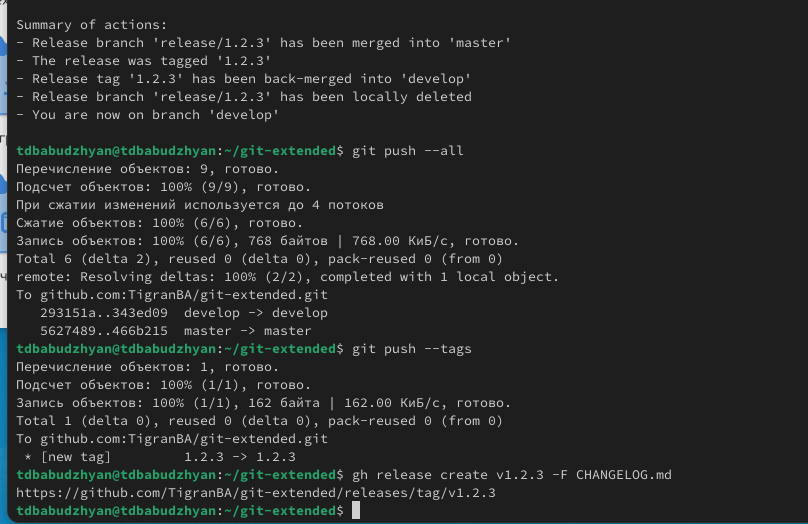 Summary of actions:
- Release branch 'release/1.2.3' has been merged into 'master'
- The release was tagged '1.2.3'
- Release tag '1.2.3' has been back-merged into 'develop'
- Release branch 'release/1.2.3' has been locally deleted
- You are now on branch 'develop'
tdbabudzhyan@tdbabudzhyan:~/git-extended$ git push --all
Перечисление объектов: 9, готово.
Подсчет объектов: 100% (9/9), готово.
При сжатии изменений используется до 4 потоков
Сжатие объектов: 100% (6/6), готово.
Запись объектов: 100% (6/6), 768 байтов | 768.00 КиБ/с, готово.
Total 6 (delta 2), reused 0 (delta 0), pack-reused 0 (from 0)
remote: Resolving deltas: 100% (2/2), completed with 1 local object.
To github.com:TigranBA/git-extended.git
   293151a..343ed09  develop -> develop
   5627489..466b215  master -> master
tdbabudzhyan@tdbabudzhyan:~/git-extended$ git push --tags
Перечисление объектов: 1, готово.
Подсчет объектов: 100% (1/1), готово.
Запись объектов: 100% (1/1), 162 байта | 162.00 КиБ/с, готово.
Total 1 (delta 0), reused 0 (delta 0), pack-reused 0 (from 0)
To github.com:TigranBA/git-extended.git
 * [new tag]         1.2.3 -> 1.2.3
tdbabudzhyan@tdbabudzhyan:~/git-extended$ gh release create v1.2.3 -F CHANGELOG.md
https://github.com/TigranBA/git-extended/releases/tag/v1.2.3
tdbabudzhyan@tdbabudzhyan:~/git-extended$